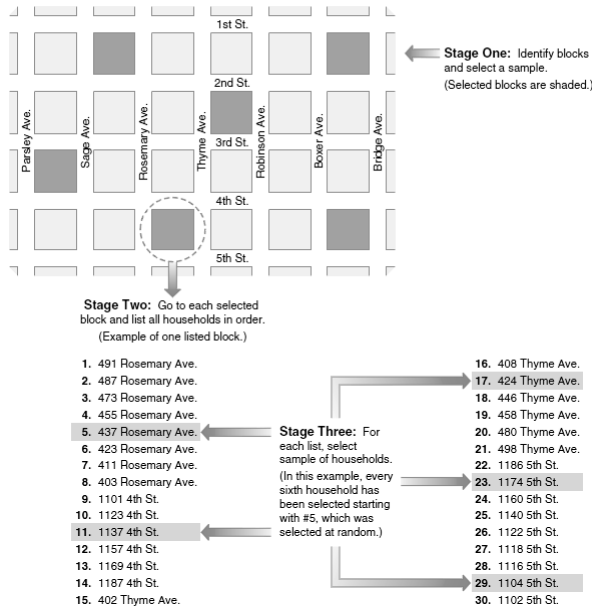 1st St.
Stage One: Identify blocks
and select a sample.
(Selected blocks are shaded.)
2nd St.
Parsley Ave.
Sage Ave.
Rosemary Ave.
Thyme Ave.
Robinson Ave.
Boxer Ave.
Bridge Ave.
3rd St.
4th St.
5th St.
Stage Two: Go to each selected
block and list all households in order.
(Example of one listed block.)
1. 491 Rosemary Ave.
2. 487 Rosemary Ave.
3. 473 Rosemary Ave.
4. 455 Rosemary Ave.
5. 437 Rosemary Ave.
6. 423 Rosemary Ave.
7. 411 Rosemary Ave.
8. 403 Rosemary Ave.
9. 1101 4th St.
10. 1123 4th St.
11. 1137 4th St.
12. 1157 4th St.
13. 1169 4th St.
14. 1187 4th St.
15. 402 Thyme Ave.
Stage Three: For
each list, select
sample of households.
(In this example, every
sixth household has
been selected starting
with #5, which was
selected at random.)
16. 408 Thyme Ave.
17. 424 Thyme Ave.
18. 446 Thyme Ave.
19. 458 Thyme Ave.
20. 480 Thyme Ave.
21. 498 Thyme Ave.
22. 1186 5th St.
23. 1174 5th St.
24. 1160 5th St.
25. 1140 5th St.
26. 1122 5th St.
27. 1118 5th St.
28. 1116 5th St.
29. 1104 5th St.
30. 1102 5th St.